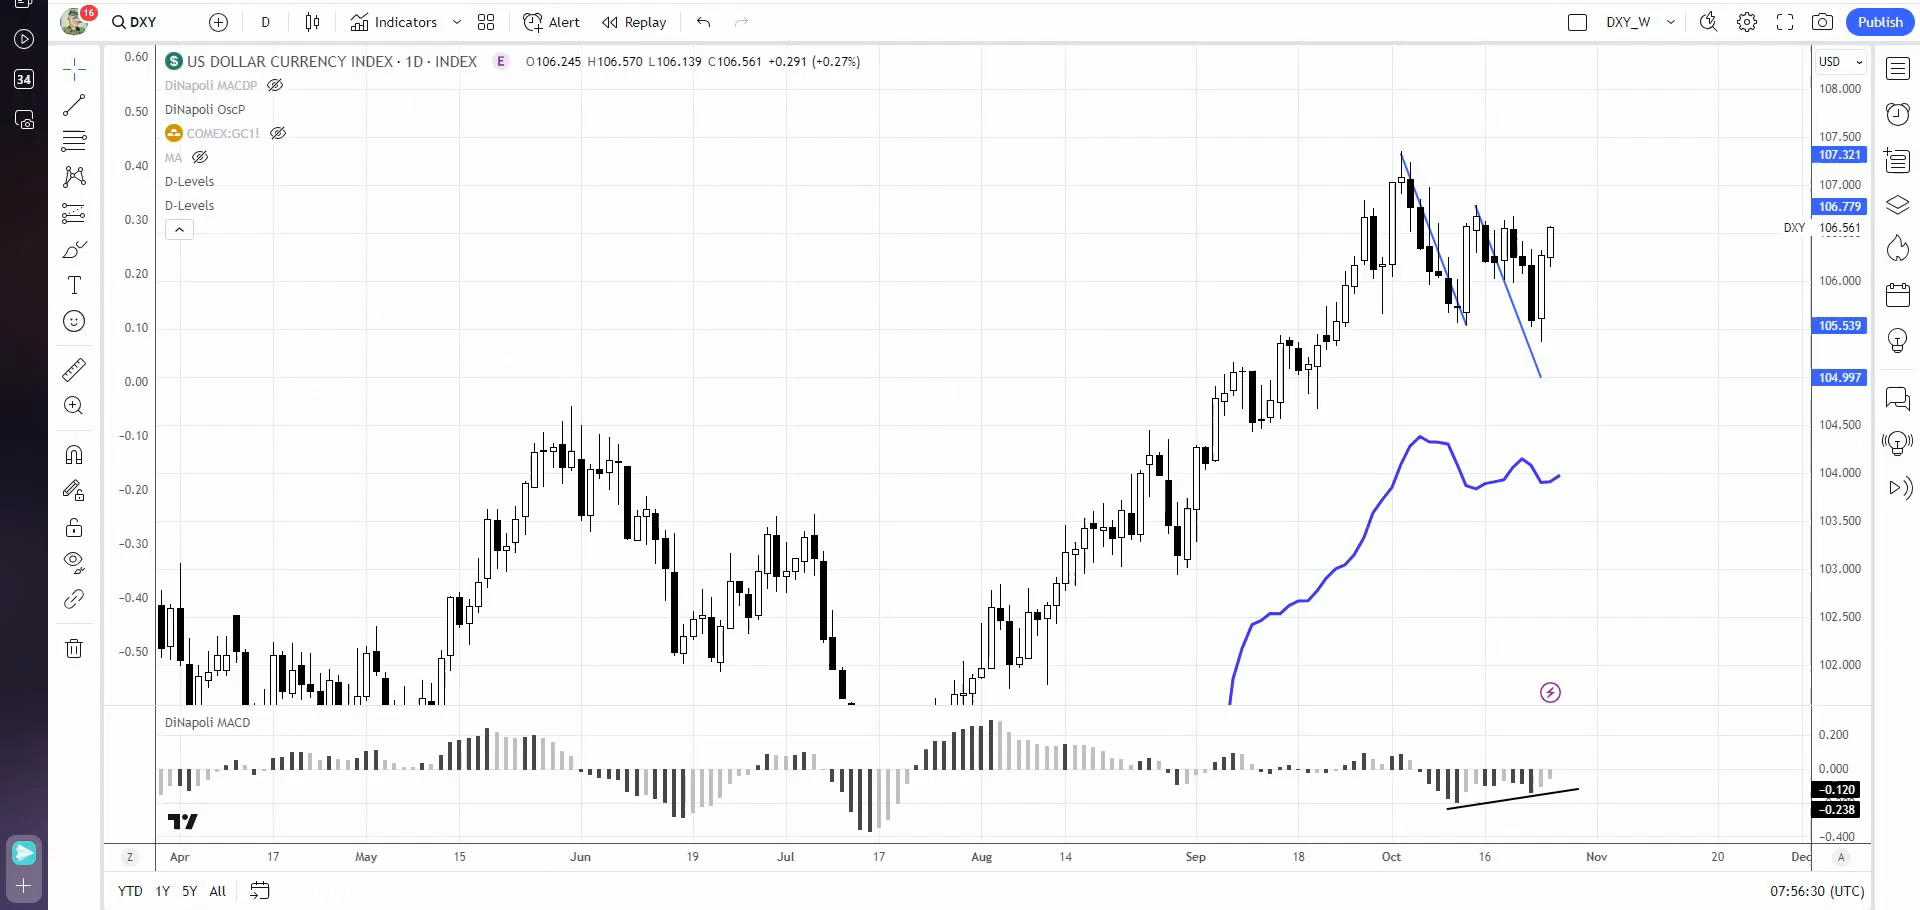 16
DXY
D
Indicators
Alert
Replay
DXY_W
Publish
34
US DOLLAR CURRENCY INDEX · 1D · INDEX
E
O106.245 H106.570 L106.139 C106.561 +0.291 (+0.27%)
USD
DiNapoli MACDP
DiNapoli OscP
COMEX:GC1!
MA
D-Levels
D-Levels
0.60
0.50
0.40
0.30
0.20
0.10
0.00
−0.10
−0.20
−0.30
−0.40
−0.50
108.000
107.500
107.321
107.000
106.779
DXY 106.561
106.000
105.539
104.997
104.500
104.000
103.500
103.000
102.500
102.000
DiNapoli MACD
0.200
0.000
−0.120
−0.238
−0.400
Z
Apr
17
May
15
Jun
19
Jul
17
Aug
14
Sep
18
Oct
16
Nov
20
Dec
A
YTD
1Y
5Y
All
07:56:30 (UTC)